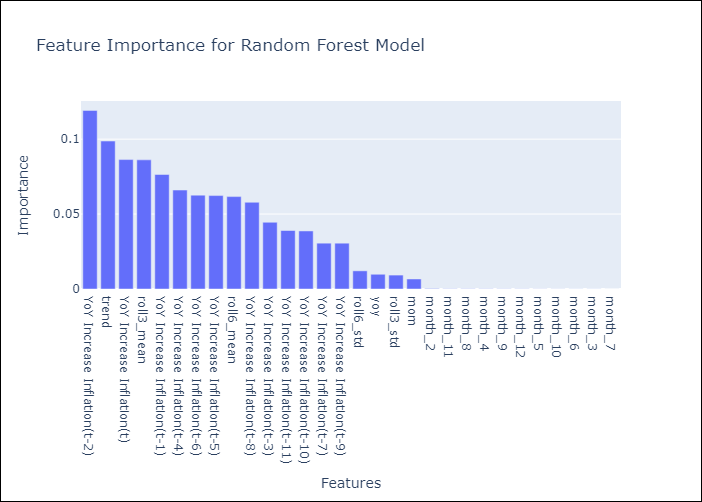 Feature Importance for Random Forest Model
Importance
0.1
0.05
0
YoY Increase Inflation(t-2)
trend
YoY Increase Inflation(t)
roll3_mean
YoY Increase Inflation(t-1)
YoY Increase Inflation(t-4)
YoY Increase Inflation(t-6)
YoY Increase Inflation(t-5)
roll6_mean
YoY Increase Inflation(t-8)
YoY Increase Inflation(t-3)
YoY Increase Inflation(t-11)
YoY Increase Inflation(t-10)
YoY Increase Inflation(t-7)
YoY Increase Inflation(t-9)
roll6_std
yoy
roll3_std
mom
month_2
month_11
month_8
month_4
month_9
month_12
month_5
month_10
month_6
month_3
month_7
Features